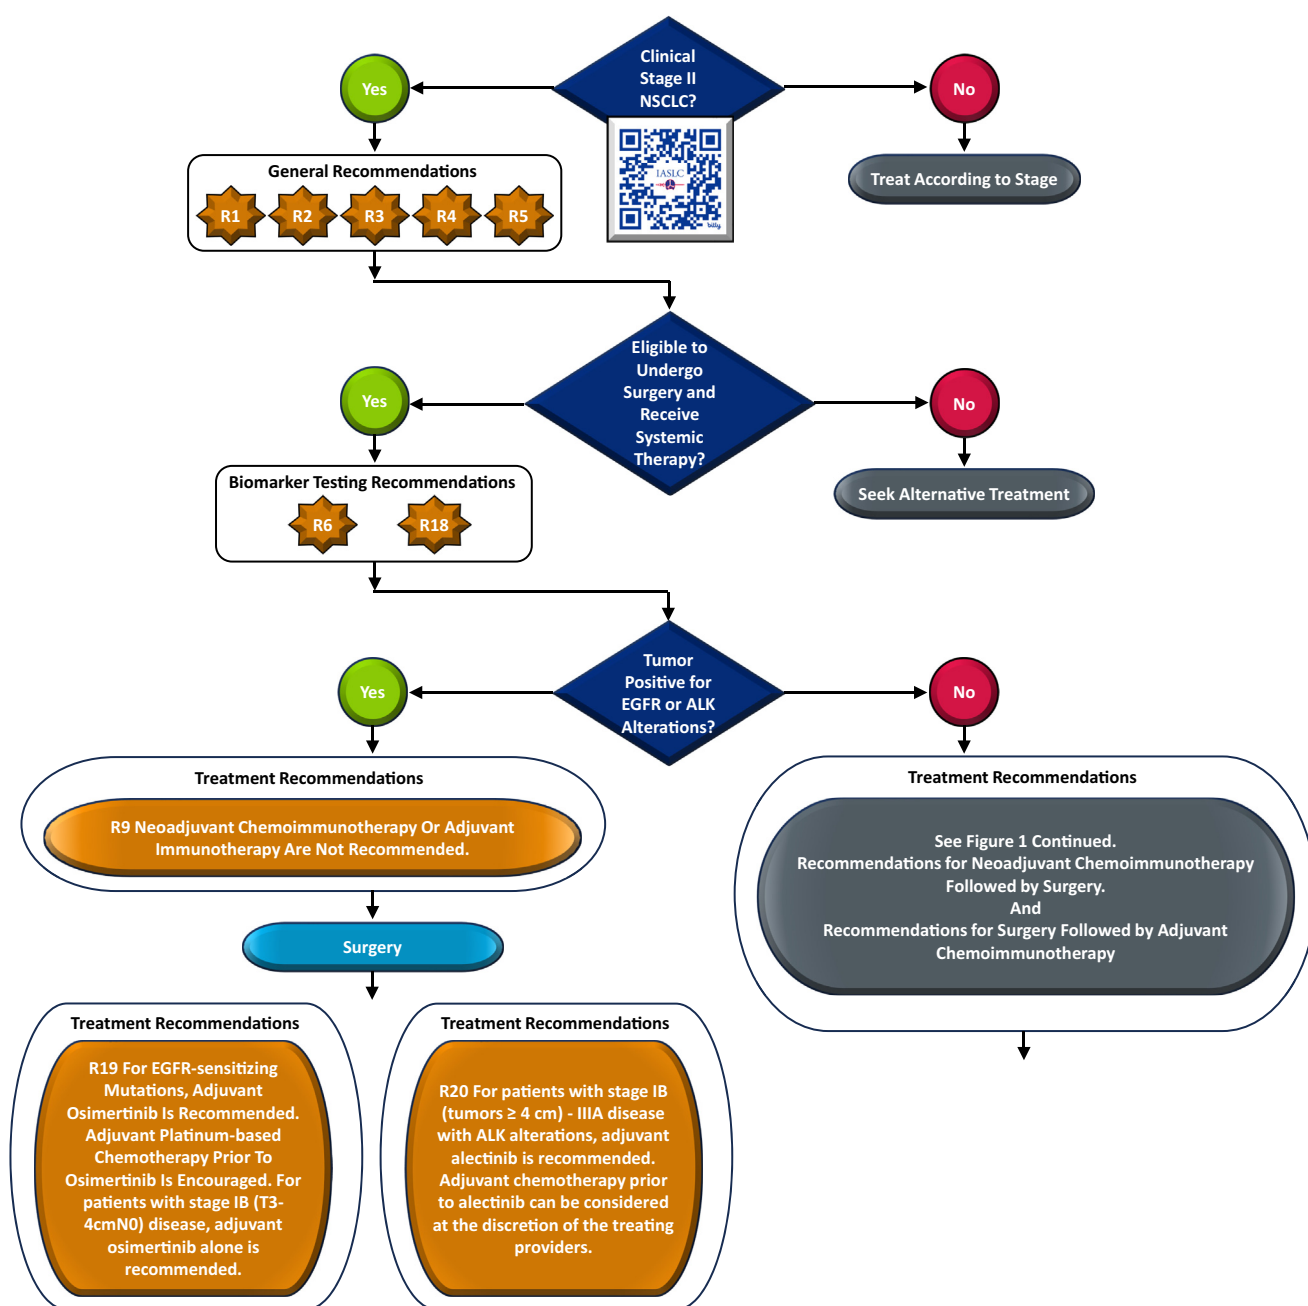 Clinical
Stage II
NSCLC?
Yes
No
IASLC
bitly
General Recommendations
R1
R2
R3
R4
R5
Treat According to Stage
Eligible to
Undergo
Surgery and
Receive
Systemic
Therapy?
Yes
No
Biomarker Testing Recommendations
R6
R18
Seek Alternative Treatment
Tumor
Positive for
EGFR or ALK
Alterations?
Yes
No
Treatment Recommendations
R9 Neoadjuvant Chemoimmunotherapy Or Adjuvant
Immunotherapy Are Not Recommended.
Treatment Recommendations
See Figure 1 Continued.
Recommendations for Neoadjuvant Chemoimmunotherapy
Followed by Surgery.
And
Recommendations for Surgery Followed by Adjuvant
Chemoimmunotherapy
Surgery
Treatment Recommendations
R19 For EGFR-sensitizing
Mutations, Adjuvant
Osimertinib Is Recommended.
Adjuvant Platinum-based
Chemotherapy Prior To
Osimertinib Is Encouraged. For
patients with stage IB (T3-
4cmN0) disease, adjuvant
osimertinib alone is
recommended.
Treatment Recommendations
R20 For patients with stage IB
(tumors ≥ 4 cm) - IIIA disease
with ALK alterations, adjuvant
alectinib is recommended.
Adjuvant chemotherapy prior
to alectinib can be considered
at the discretion of the treating
providers.